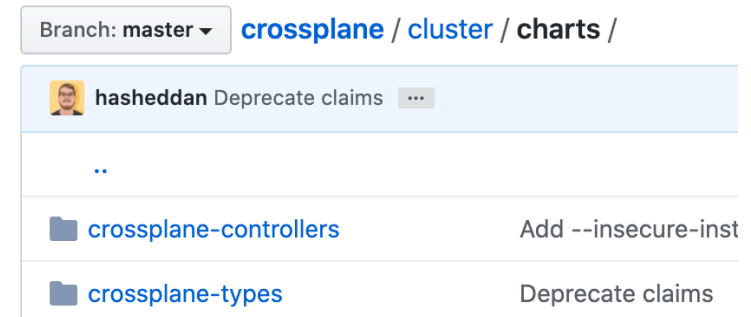 Branch: master crossplane / cluster / charts /
hasheddan Deprecate claims ...
..
crossplane-controllers Add --insecure-inst
crossplane-types Deprecate claims